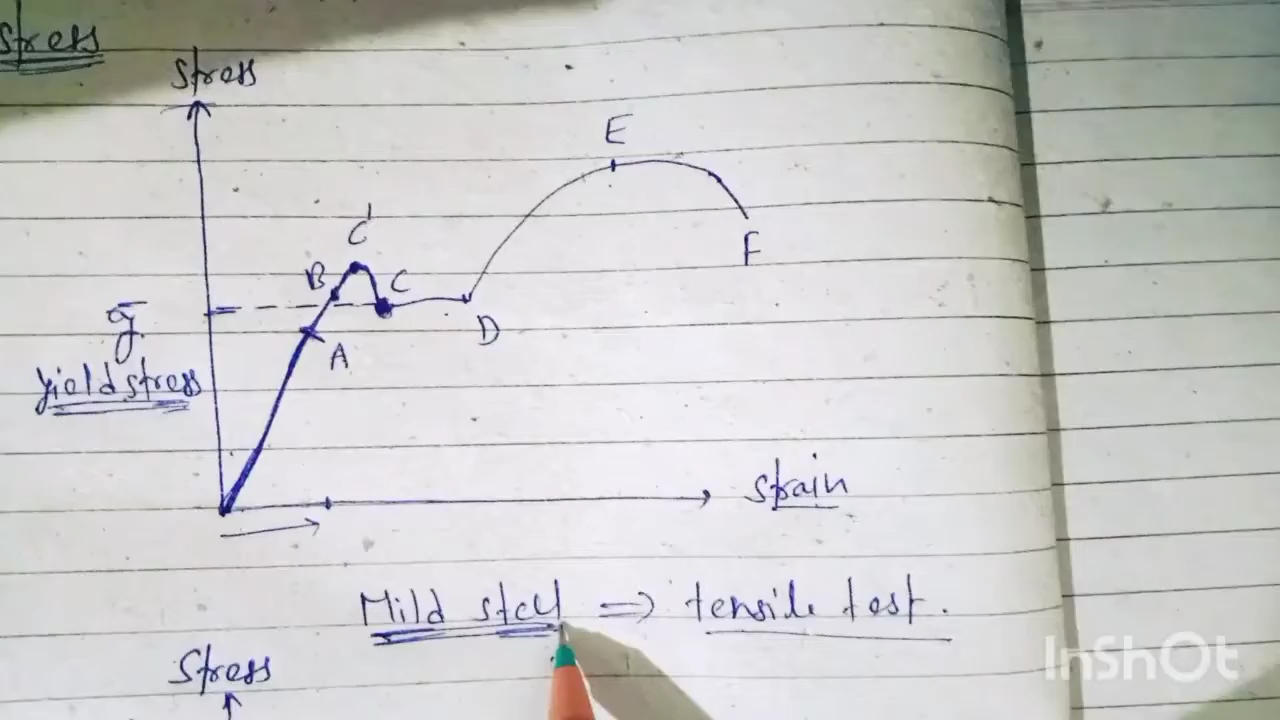 stress
stress
E
C'
B
C
F
σy
A
D
yield stress
strain
Mild steel => tensile test.
stress
InShOt